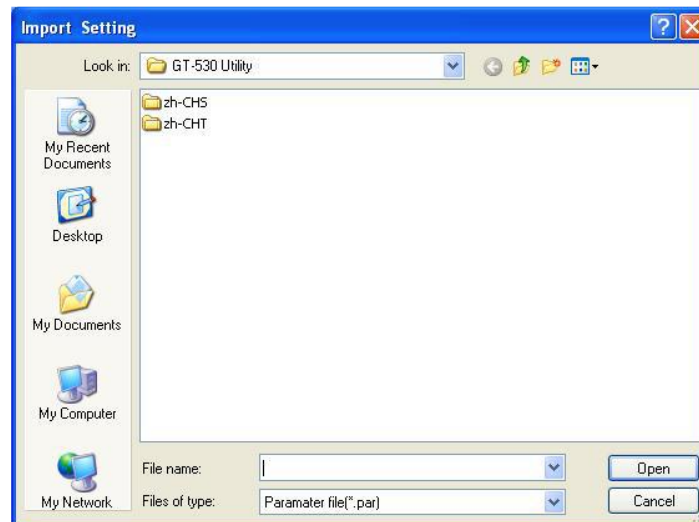 Import Setting
Look in: GT-530 Utility
zh-CHS
zh-CHT
My Recent
Documents
Desktop
My Documents
My Computer
My Network
File name:
Open
Files of type: Paramater file(*.par)
Cancel